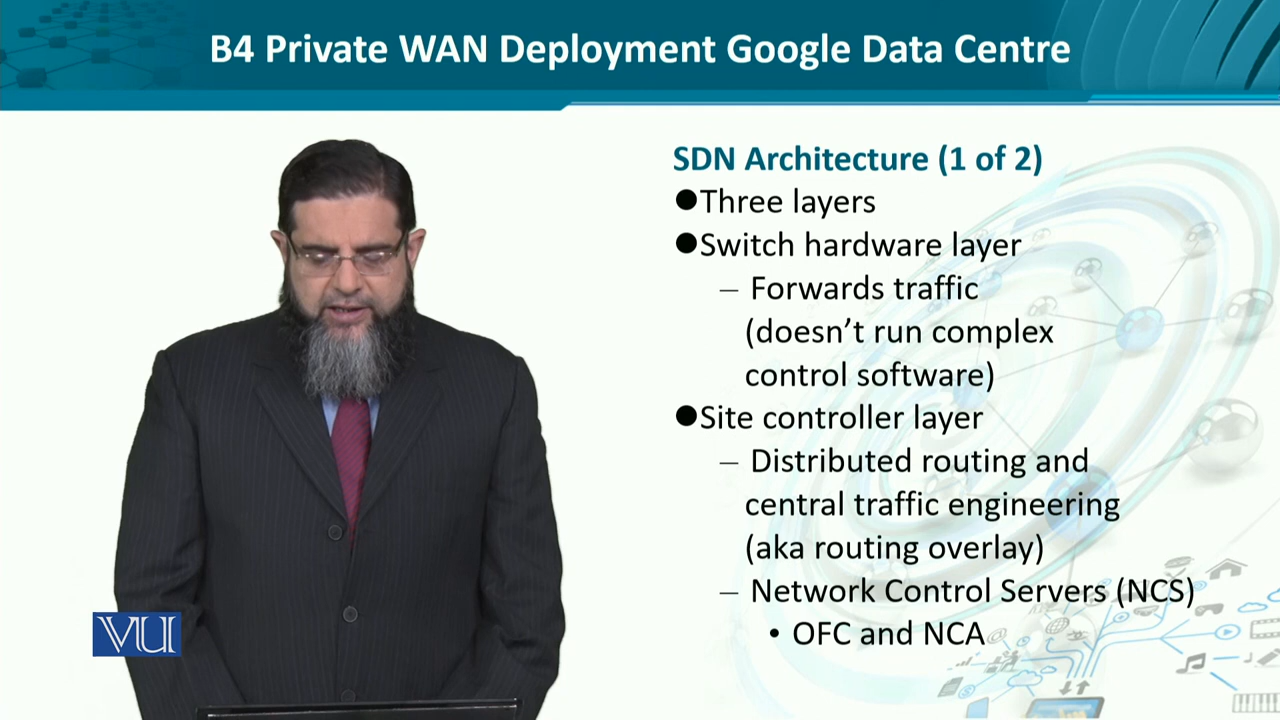 B4 Private WAN Deployment Google Data Centre
SDN Architecture (1 of 2)
●Three layers
●Switch hardware layer
– Forwards traffic
(doesn’t run complex
control software)
●Site controller layer
– Distributed routing and
central traffic engineering
(aka routing overlay)
– Network Control Servers (NCS)
• OFC and NCA
VU